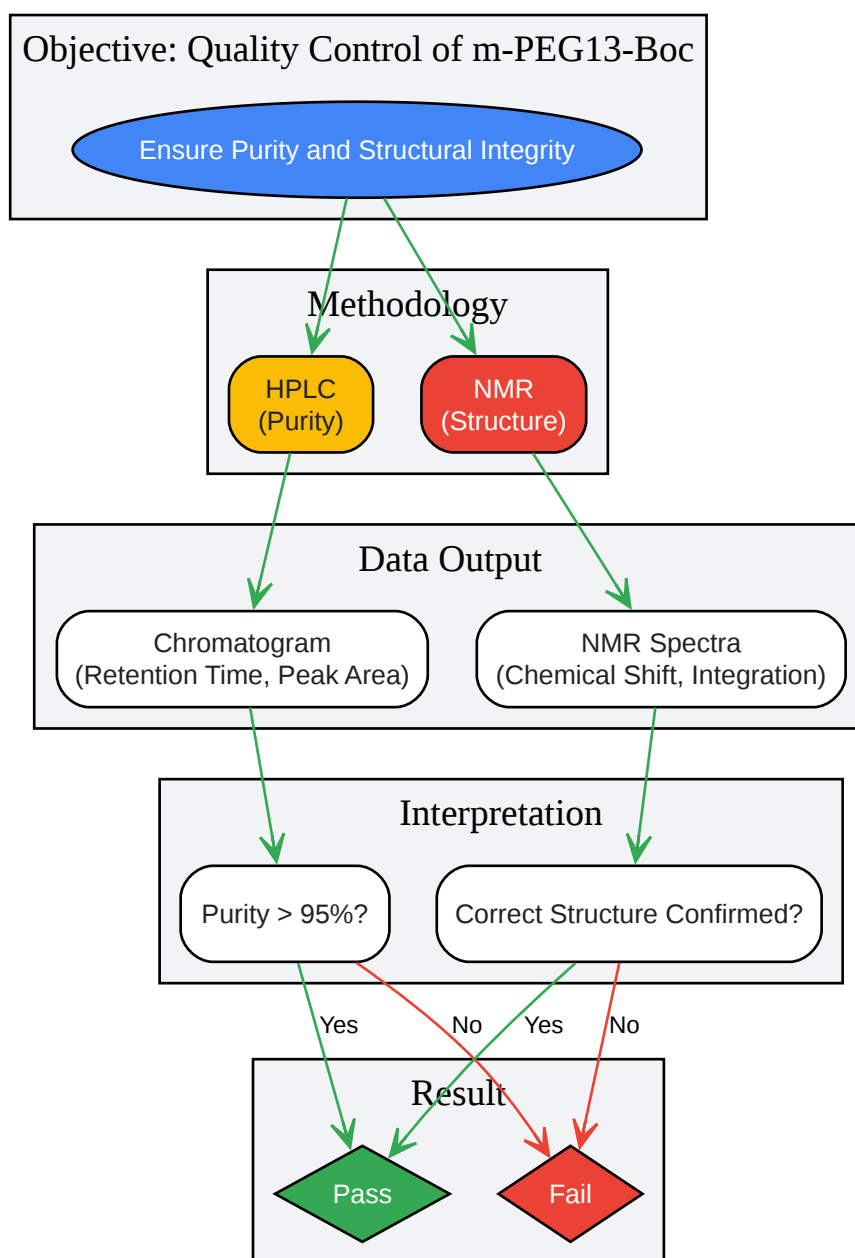 Objective: Quality Control of m-PEG13-Boc
Ensure Purity and Structural Integrity
Methodology
HPLC
(Purity)
NMR
(Structure)
Data Output
Chromatogram
(Retention Time, Peak Area)
NMR Spectra
(Chemical Shift, Integration)
Interpretation
Purity > 95%?
Correct Structure Confirmed?
Yes
No
Yes
No
Result
Pass
Fail